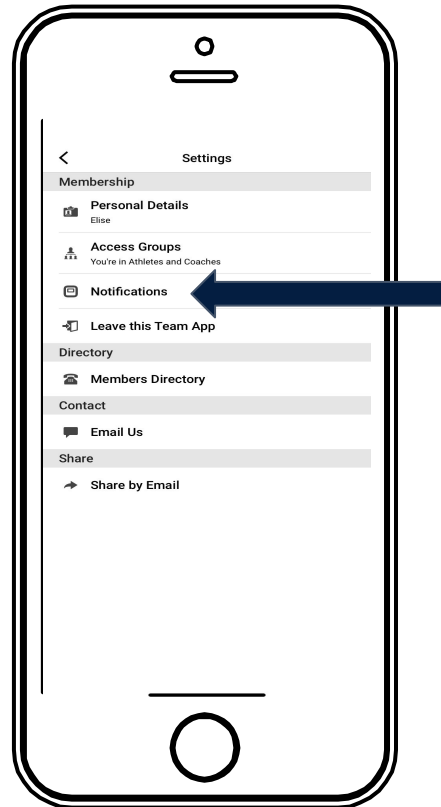 Settings
Membership
Personal Details
Elise
Access Groups
You're in Athletes and Coaches
Notifications
Leave this Team App
Directory
Members Directory
Contact
Email Us
Share
Share by Email